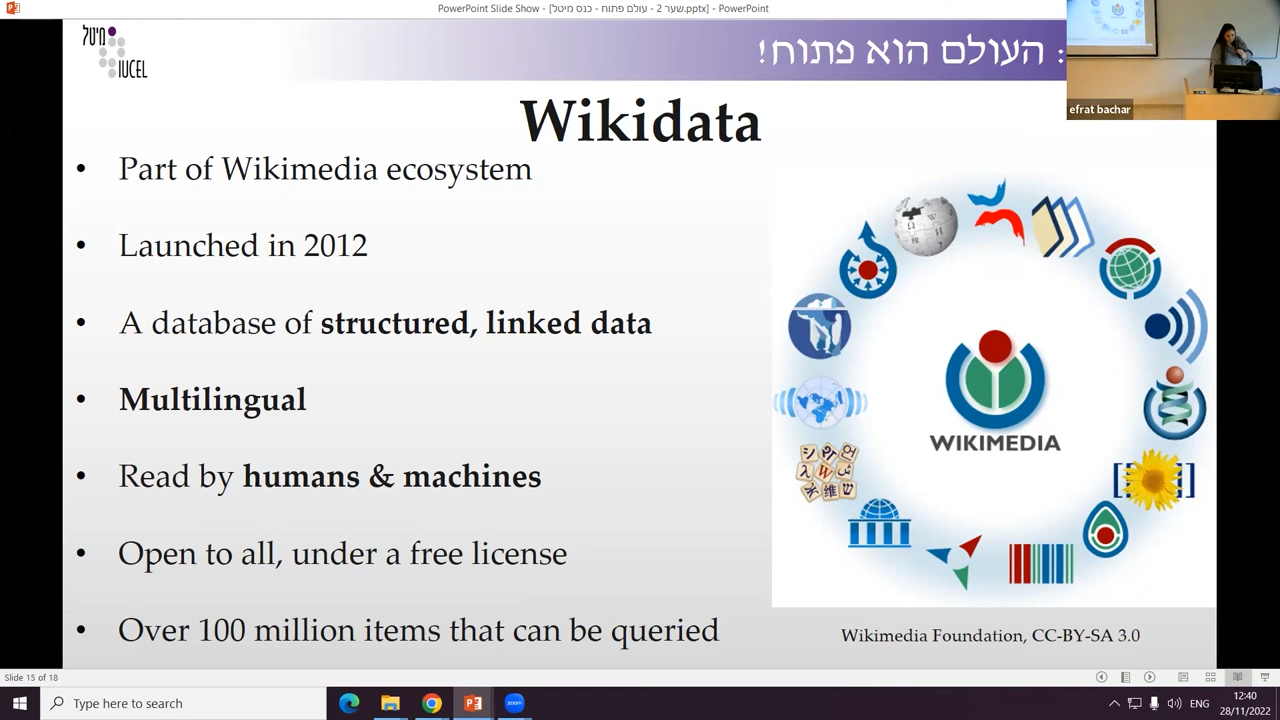 PowerPoint Slide Show - [שער 2 - עולם פתוח - כנס מיטל.pptx] - PowerPoint
מיטל
IUCEL
: העולם הוא פתוח!
efrat bachar
Wikidata
• Part of Wikimedia ecosystem
• Launched in 2012
• A database of structured, linked data
• Multilingual
• Read by humans & machines
• Open to all, under a free license
• Over 100 million items that can be queried
WIKIMEDIA
Wikimedia Foundation, CC-BY-SA 3.0
Slide 15 of 18
Type here to search
ENG
12:40
28/11/2022